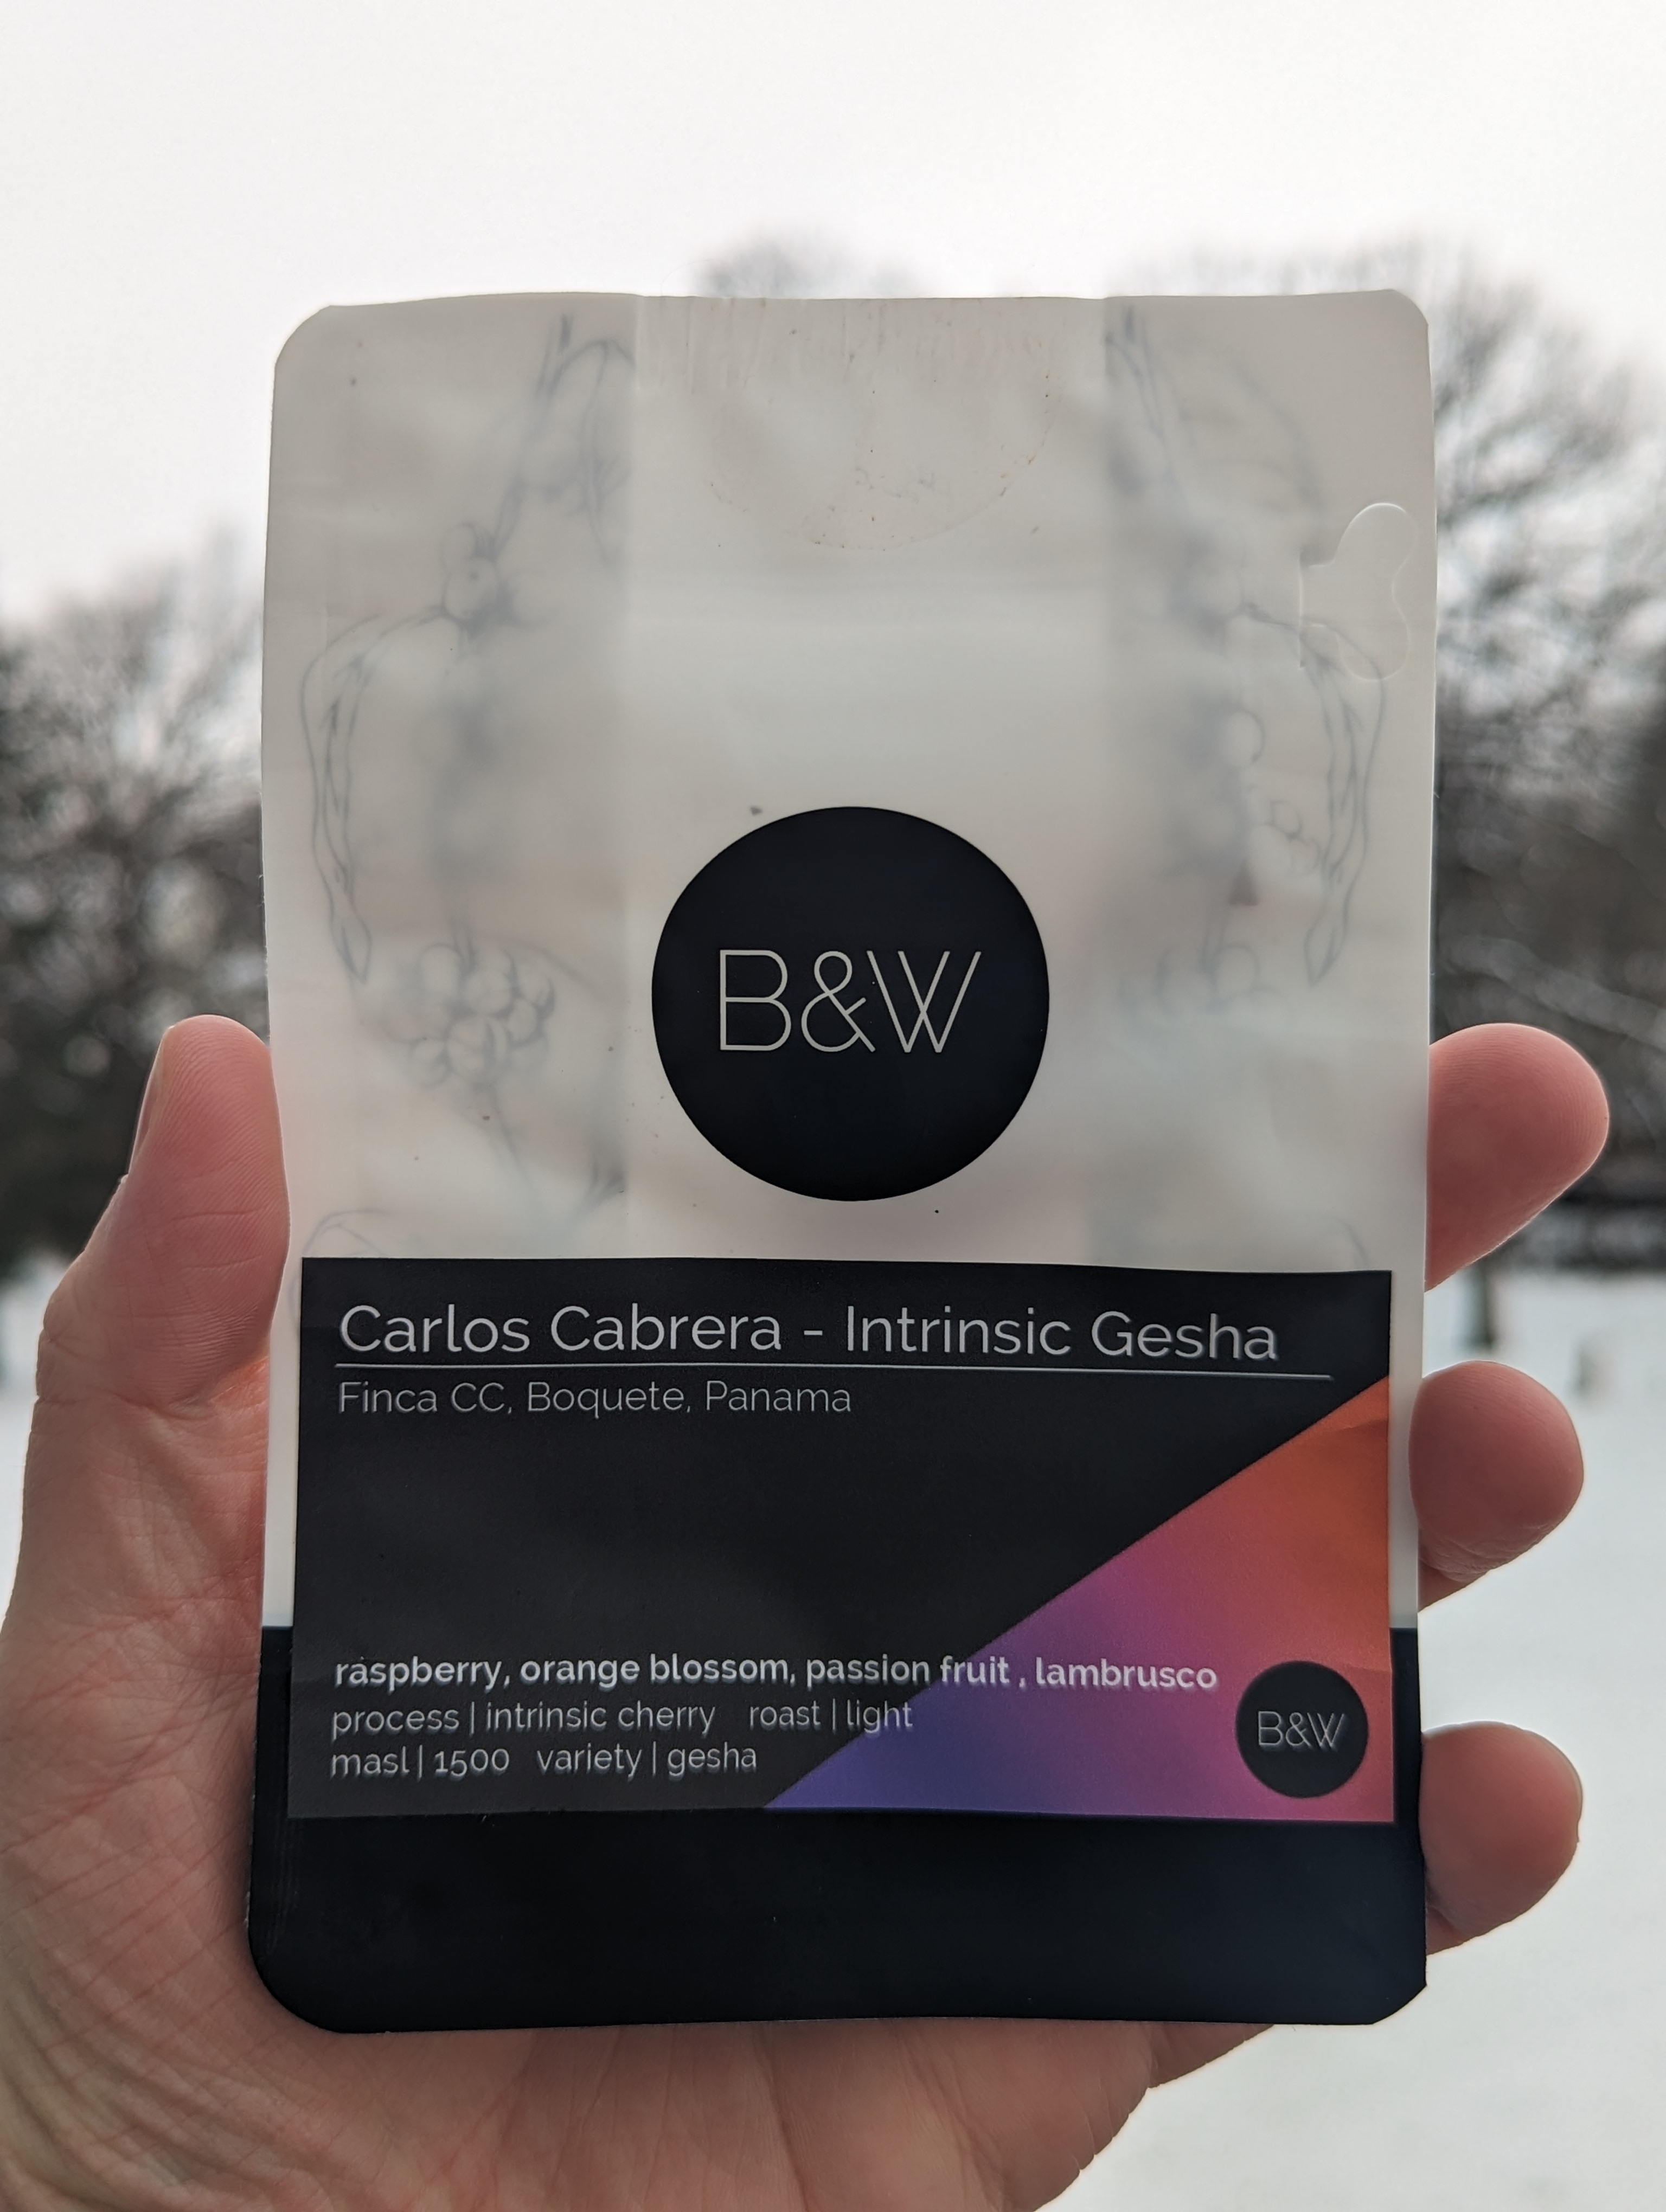 B&W
Carlos Cabrera - Intrinsic Gesha
Finca CC, Boquete, Panama
raspberry, orange blossom, passion fruit , lambrusco
process | intrinsic cherry roast | light
masl | 1500 variety | gesha
B&W